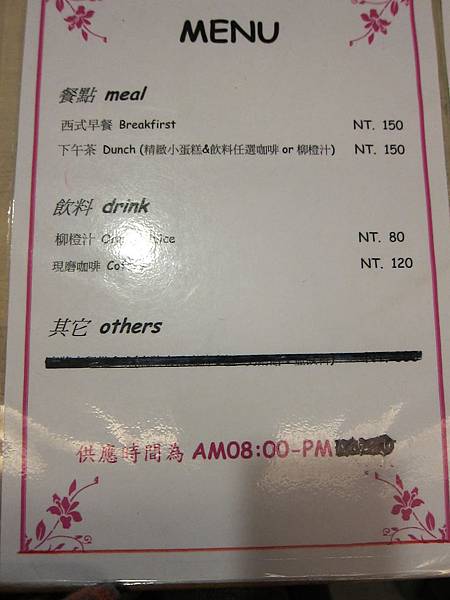 MENU
餐點 meal
西式早餐 Breakfirst NT. 150
下午茶 Dunch (精緻小蛋糕&飲料任選咖啡 or 柳橙汁) NT. 150
飲料 drink
柳橙汁 NT. 80
現磨咖啡 NT. 120
其它 others
供應時間為 AM08:00-PM